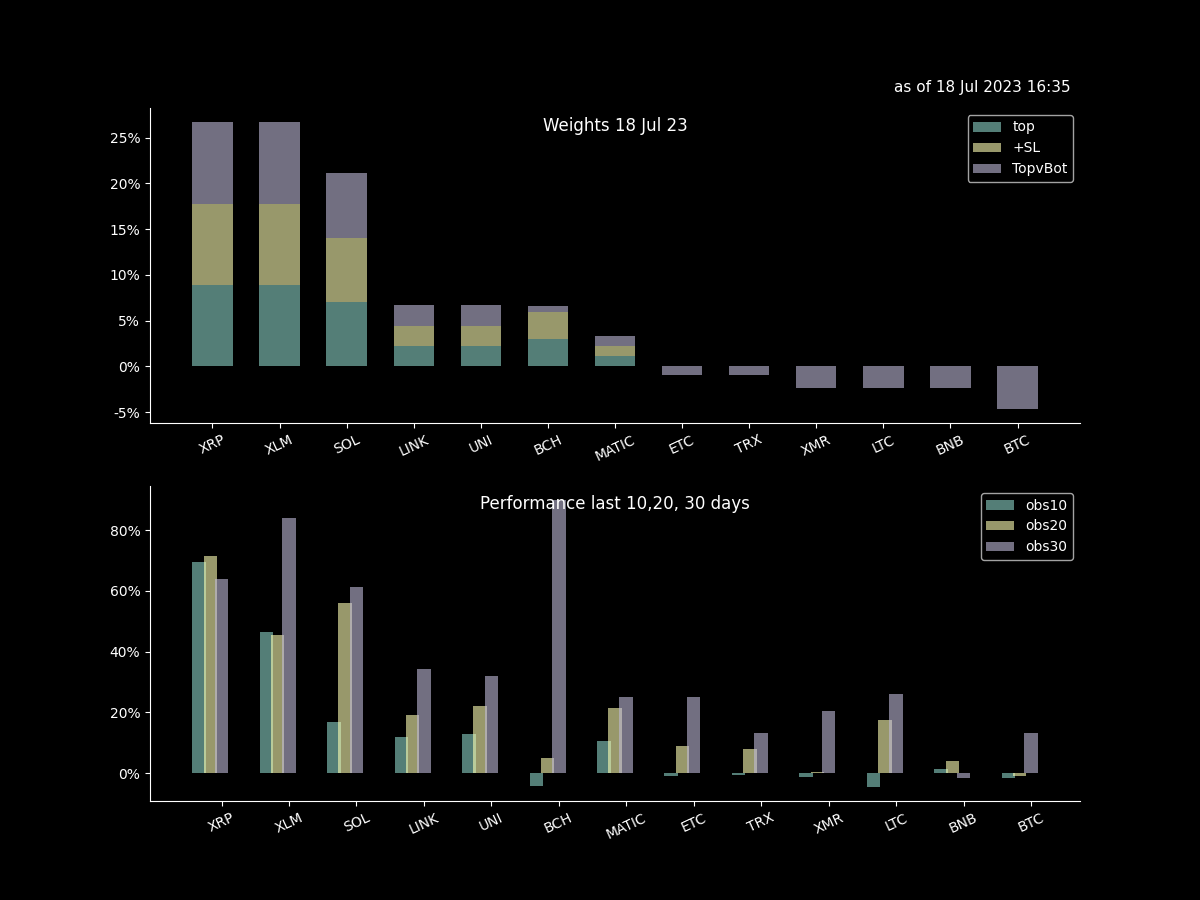 as of 18 Jul 2023 16:35
Weights 18 Jul 23
top
+SL
TopvBot
25%
20%
15%
10%
5%
0%
-5%
XRP XLM SOL LINK UNI BCH MATIC ETC TRX XMR LTC BNB BTC
Performance last 10,20, 30 days
obs10
obs20
obs30
80%
60%
40%
20%
0%
XRP XLM SOL LINK UNI BCH MATIC ETC TRX XMR LTC BNB BTC